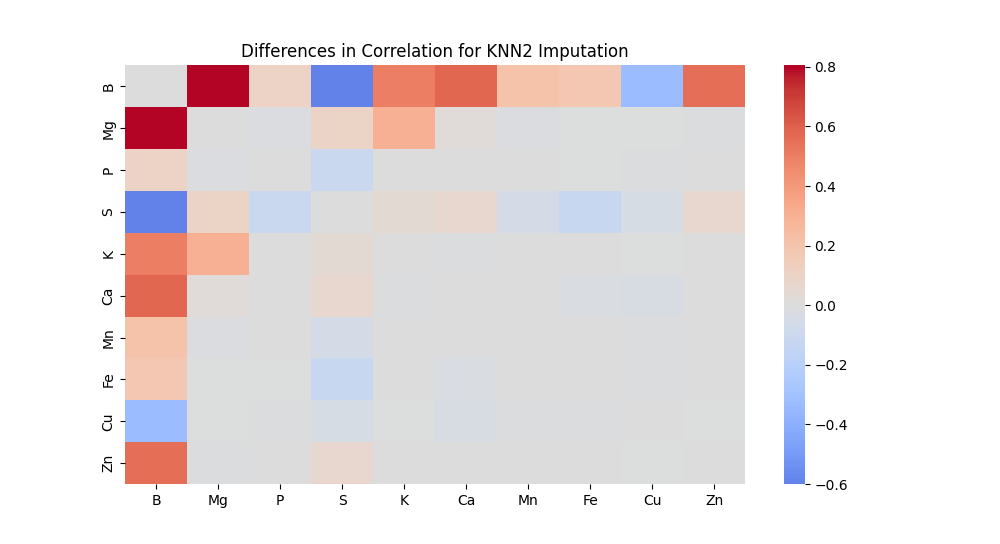 Differences in Correlation for KNN2 Imputation
B
Mg
P
S
K
Ca
Mn
Fe
Cu
Zn
B Mg P S K Ca Mn Fe Cu Zn
0.8
0.6
0.4
0.2
0.0
−0.2
−0.4
−0.6